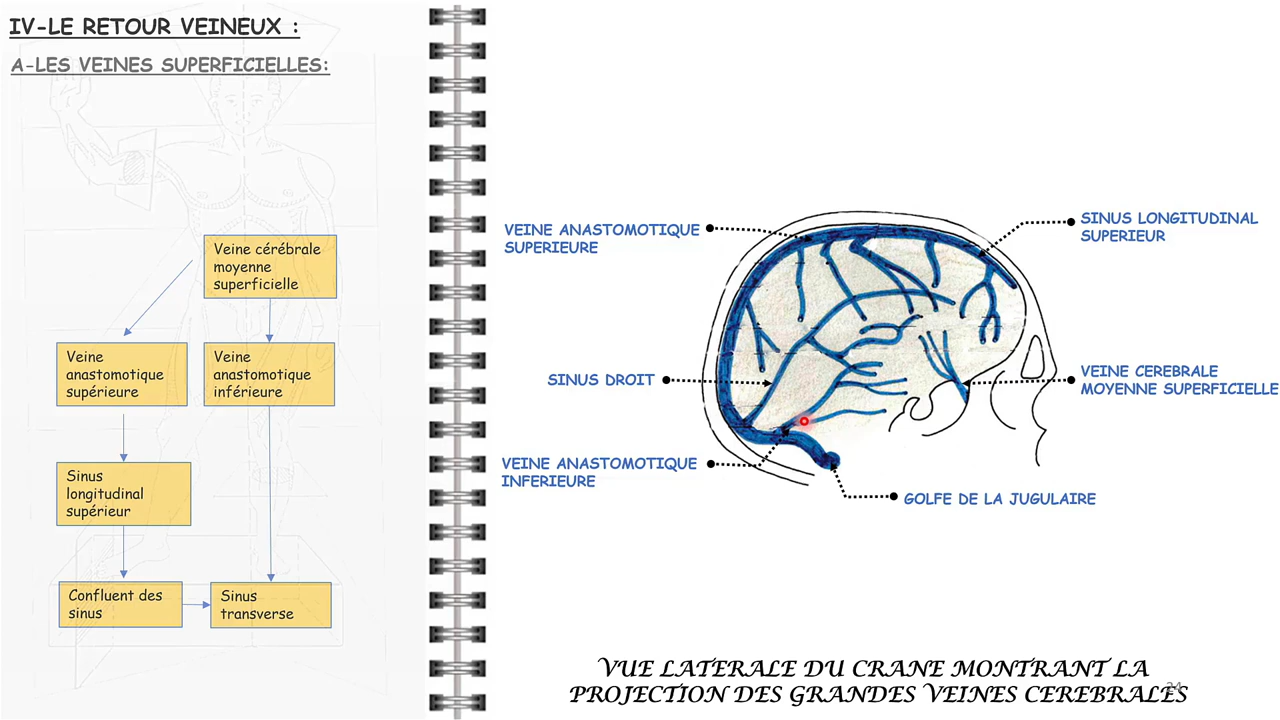 IV-LE RETOUR VEINEUX :
A-LES VEINES SUPERFICIELLES:
Veine cérébrale
moyenne
superficielle
Veine
anastomotique
supérieure
Veine
anastomotique
inférieure
Sinus
longitudinal
supérieur
Confluent des
sinus
Sinus
transverse
VEINE ANASTOMOTIQUE
SUPERIEURE
SINUS LONGITUDINAL
SUPERIEUR
SINUS DROIT
VEINE CEREBRALE
MOYENNE SUPERFICIELLE
VEINE ANASTOMOTIQUE
INFERIEURE
GOLFE DE LA JUGULAIRE
VUE LATERALE DU CRANE MONTRANT LA
PROJECTION DES GRANDES VEINES CEREBRALES
24